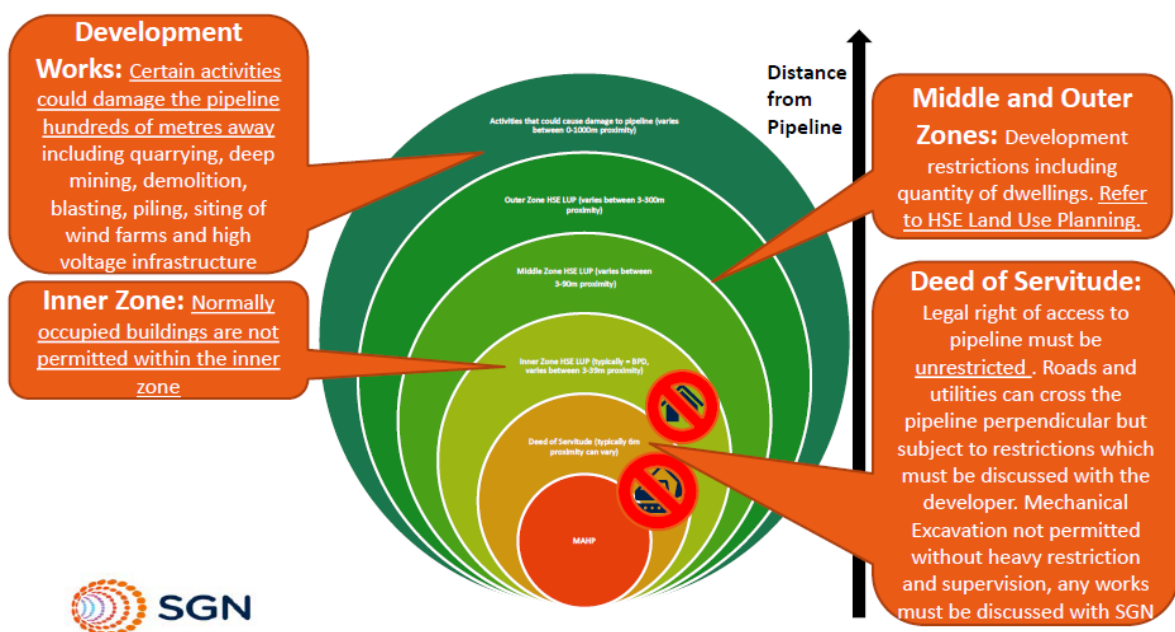 Development
Works: Certain activities
could damage the pipeline
hundreds of metres away
including quarrying, deep
mining, demolition,
blasting, piling, siting of
wind farms and high
voltage infrastructure
Inner Zone: Normally
occupied buildings are not
permitted within the inner
zone
Activities that could cause damage to pipeline (varies
between 0-1000m proximity)
Outer Zone HSE LUP (varies between 3-300m
proximity)
Middle Zone HSE LUP (varies between
3-90m proximity)
Inner Zone HSE LUP (typically = BPD,
varies between 3-39m proximity)
Deed of Servitude (typically 6m
proximity can vary)
MAHP
Distance
from
Pipeline
Middle and Outer
Zones: Development
restrictions including
quantity of dwellings. Refer
to HSE Land Use Planning.
Deed of Servitude:
Legal right of access to
pipeline must be
unrestricted . Roads and
utilities can cross the
pipeline perpendicular but
subject to restrictions which
must be discussed with the
developer. Mechanical
Excavation not permitted
without heavy restriction
and supervision, any works
must be discussed with SGN
SGN